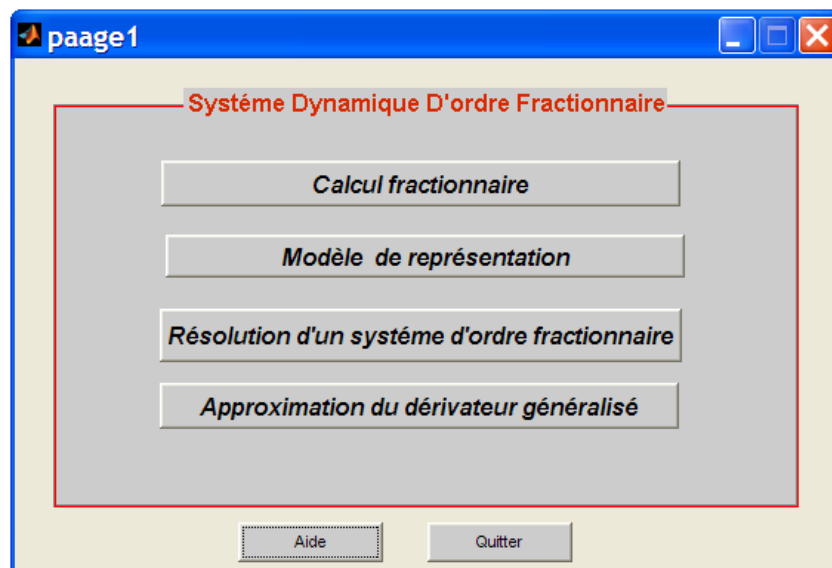 paage1
Systéme Dynamique D'ordre Fractionnaire
Calcul fractionnaire
Modèle de représentation
Résolution d'un systéme d'ordre fractionnaire
Approximation du dérivateur généralisé
Aide
Quitter